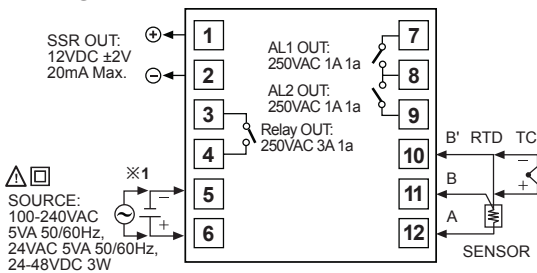 SSR OUT:
12VDC ±2V
20mA Max.
+
−
1
2
3
4
5
6
AL1 OUT:
250VAC 1A 1a
AL2 OUT:
250VAC 1A 1a
Relay OUT:
250VAC 3A 1a
7
8
9
10
11
12
B' RTD TC
B
A
−
+
SENSOR
※1
−
+
SOURCE:
100-240VAC
5VA 50/60Hz,
24VAC 5VA 50/60Hz,
24-48VDC 3W